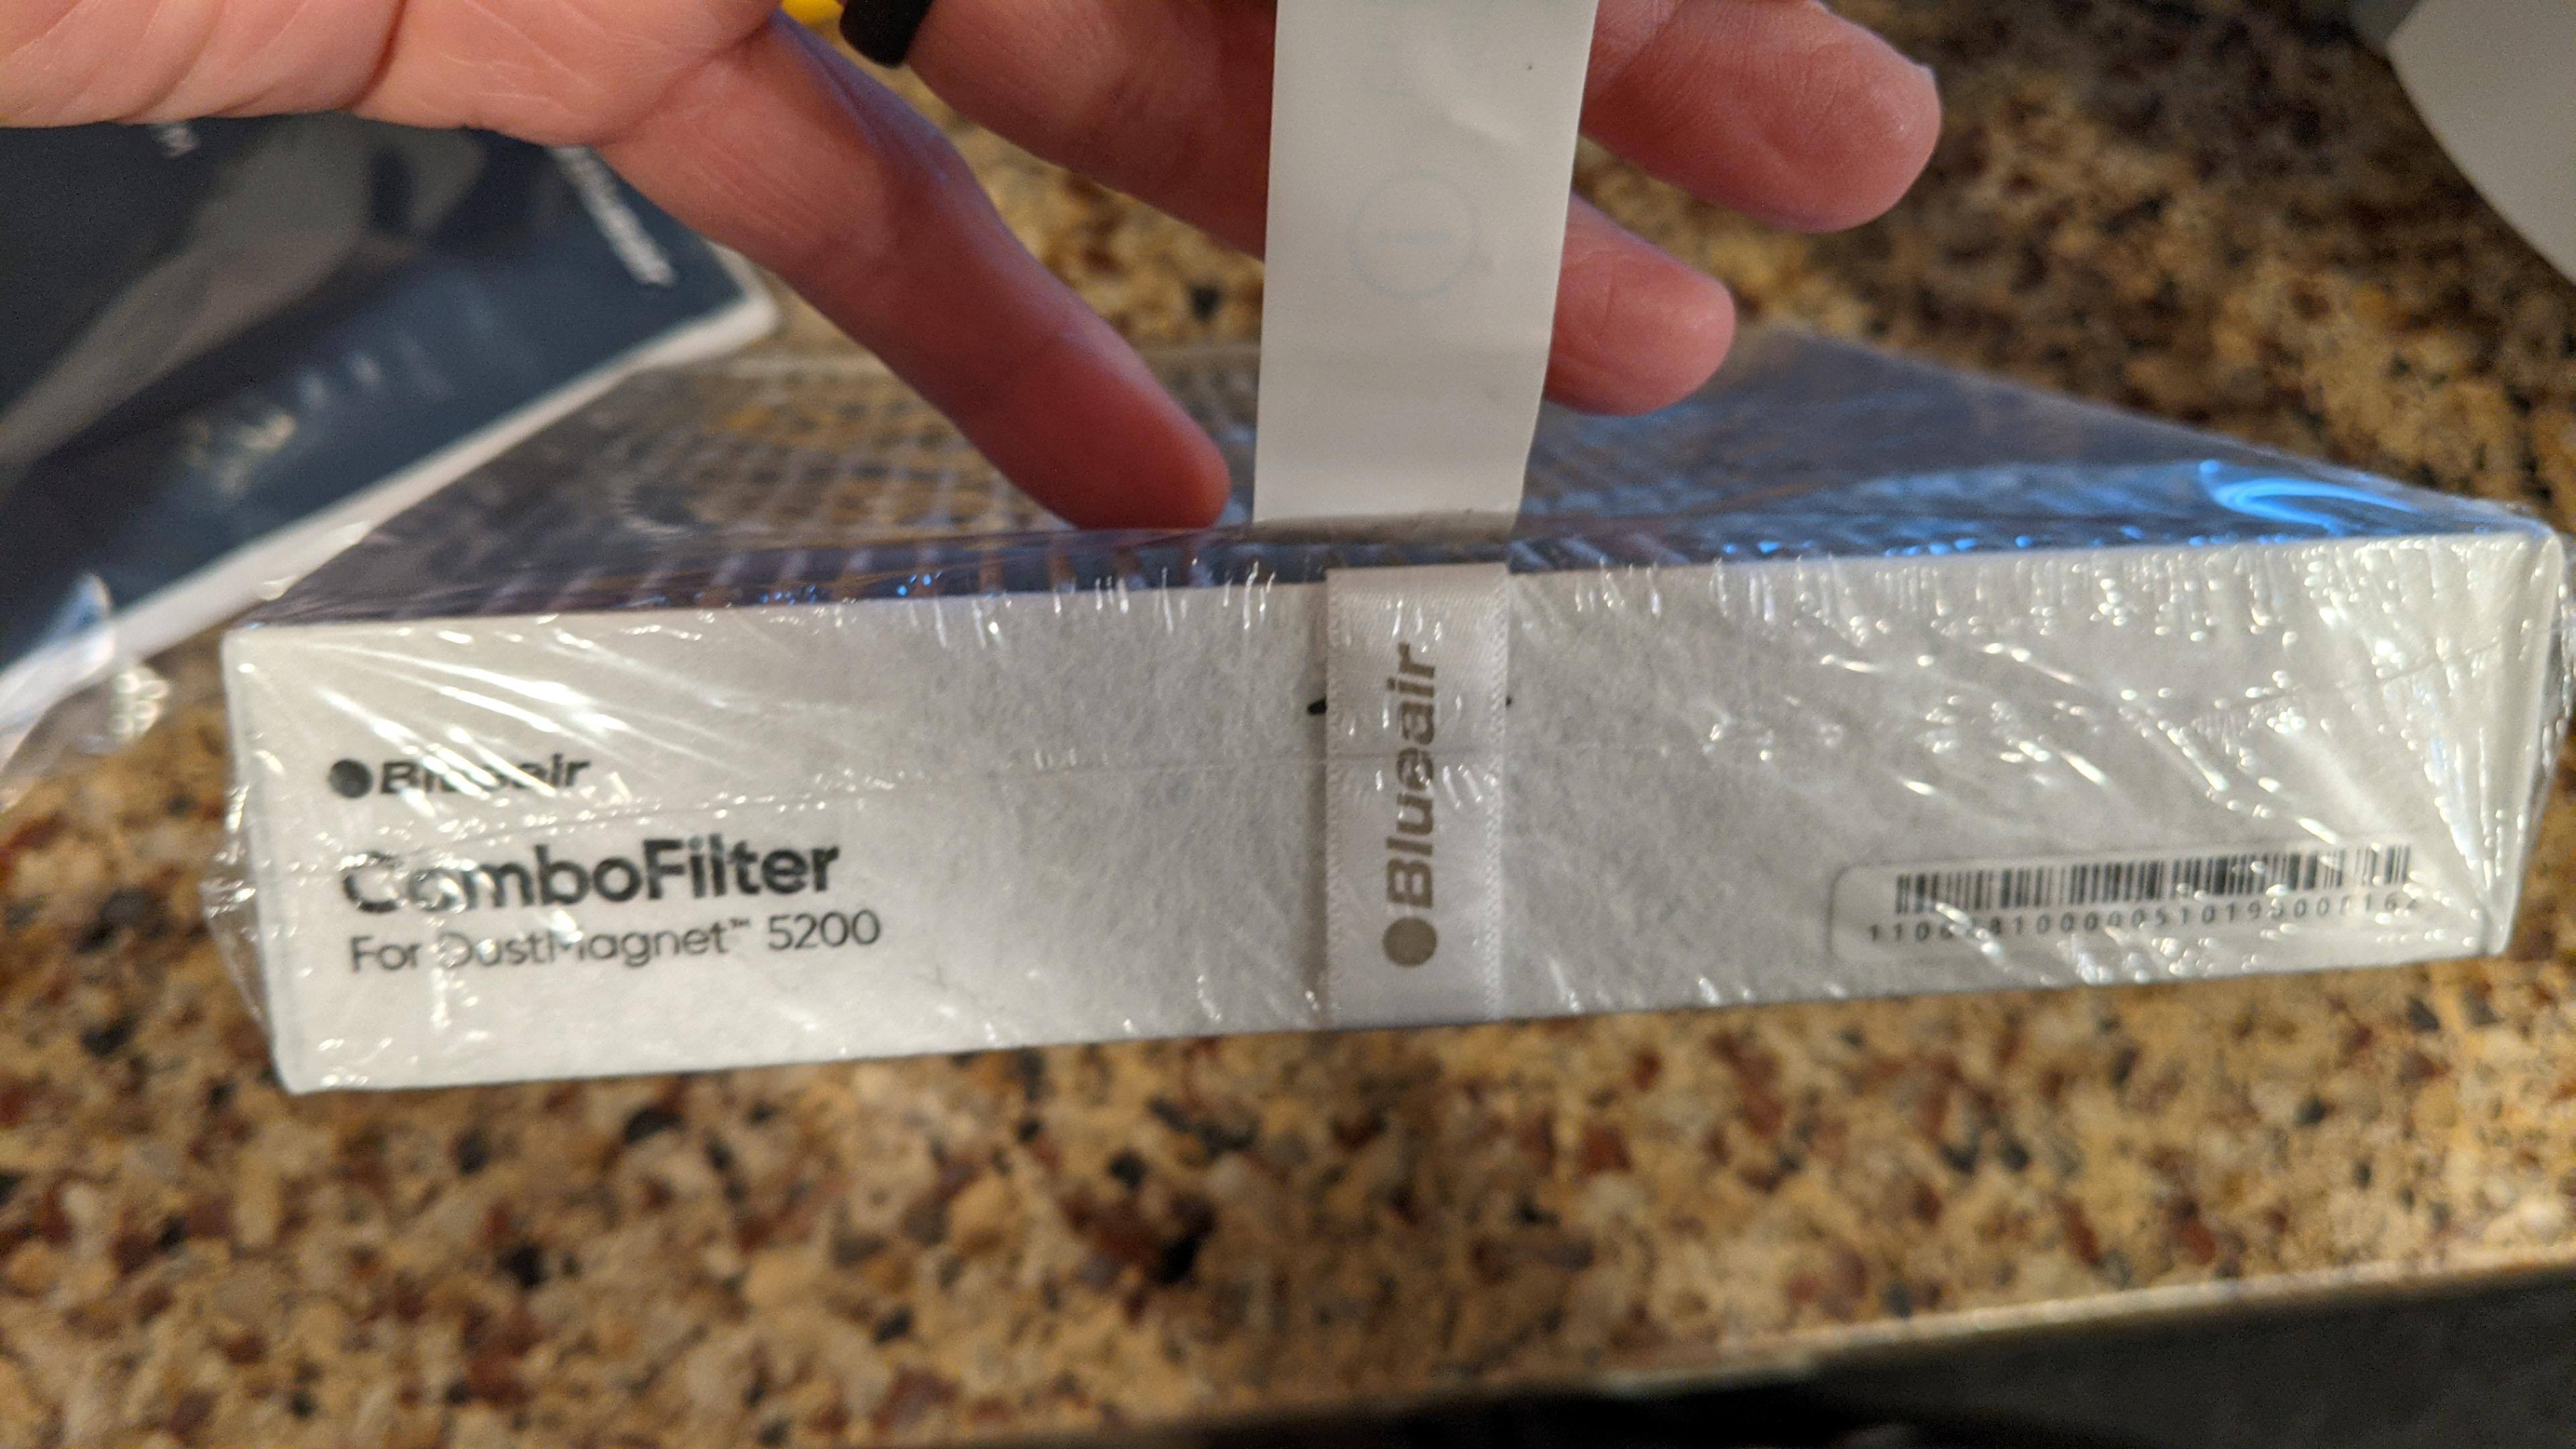 Blueair
ComboFilter
For DustMagnet™ 5200
Blueair